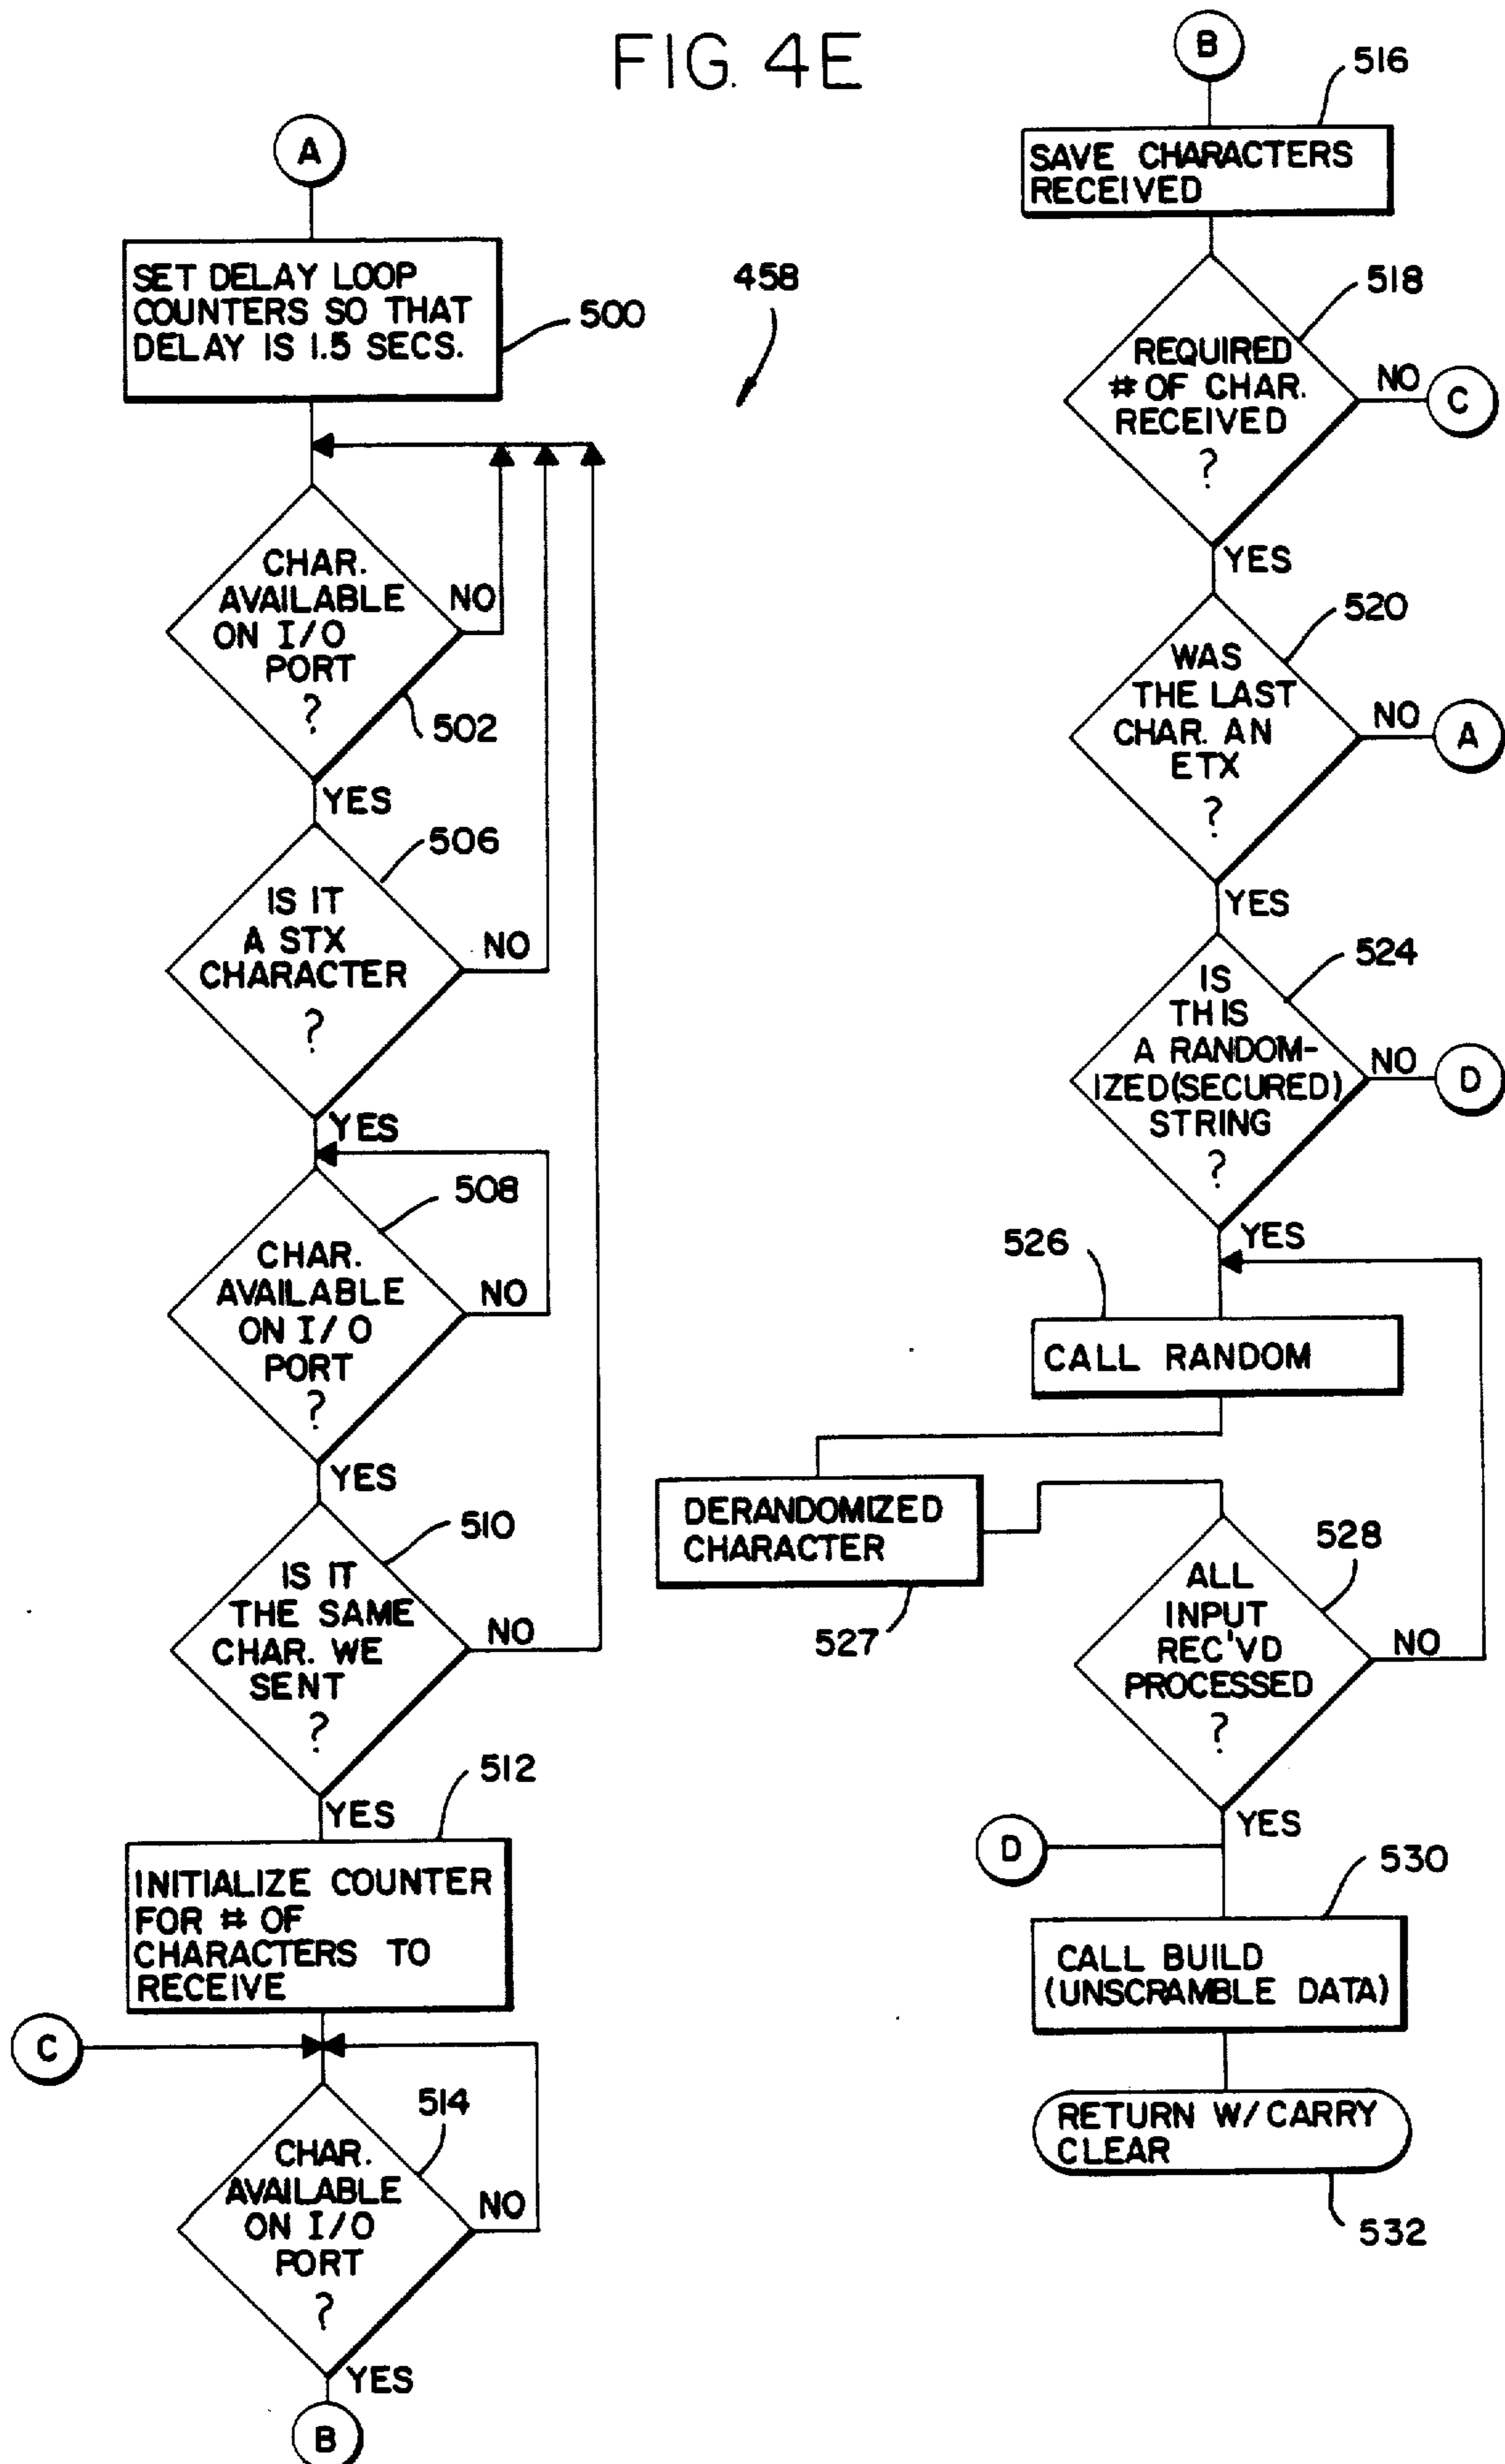 FIG. 4E
A
SET DELAY LOOP
COUNTERS SO THAT
DELAY IS 1.5 SECS.
500
458
CHAR.
AVAILABLE
ON I/O
PORT
?
NO
502
YES
506
IS IT
A STX
CHARACTER
?
NO
YES
508
CHAR.
AVAILABLE
ON I/O
PORT
?
NO
YES
510
IS IT
THE SAME
CHAR. WE
SENT
?
NO
YES
512
INITIALIZE COUNTER
FOR # OF
CHARACTERS TO
RECEIVE
C
514
CHAR.
AVAILABLE
ON I/O
PORT
?
NO
YES
B
B
516
SAVE CHARACTERS
RECEIVED
518
REQUIRED
# OF CHAR.
RECEIVED
?
NO
C
YES
520
WAS
THE LAST
CHAR. AN
ETX
?
NO
A
YES
524
IS
THIS
A RANDOM-
IZED(SECURED)
STRING
?
NO
D
YES
526
CALL RANDOM
DERANDOMIZED
CHARACTER
527
528
ALL
INPUT
REC'VD
PROCESSED
?
NO
YES
D
530
CALL BUILD
(UNSCRAMBLE DATA)
RETURN W/CARRY
CLEAR
532